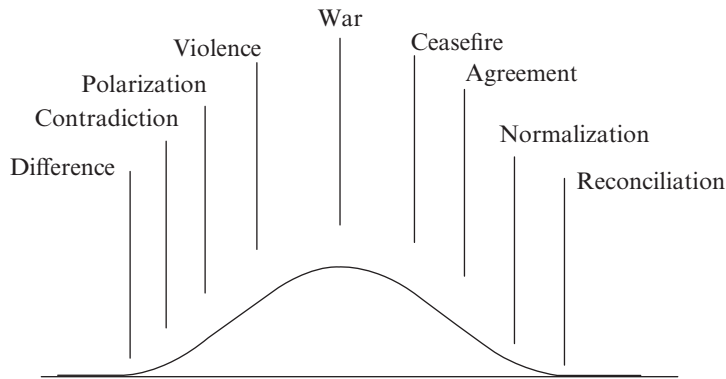 War
Violence
Ceasefire
Polarization
Agreement
Contradiction
Normalization
Difference
Reconciliation